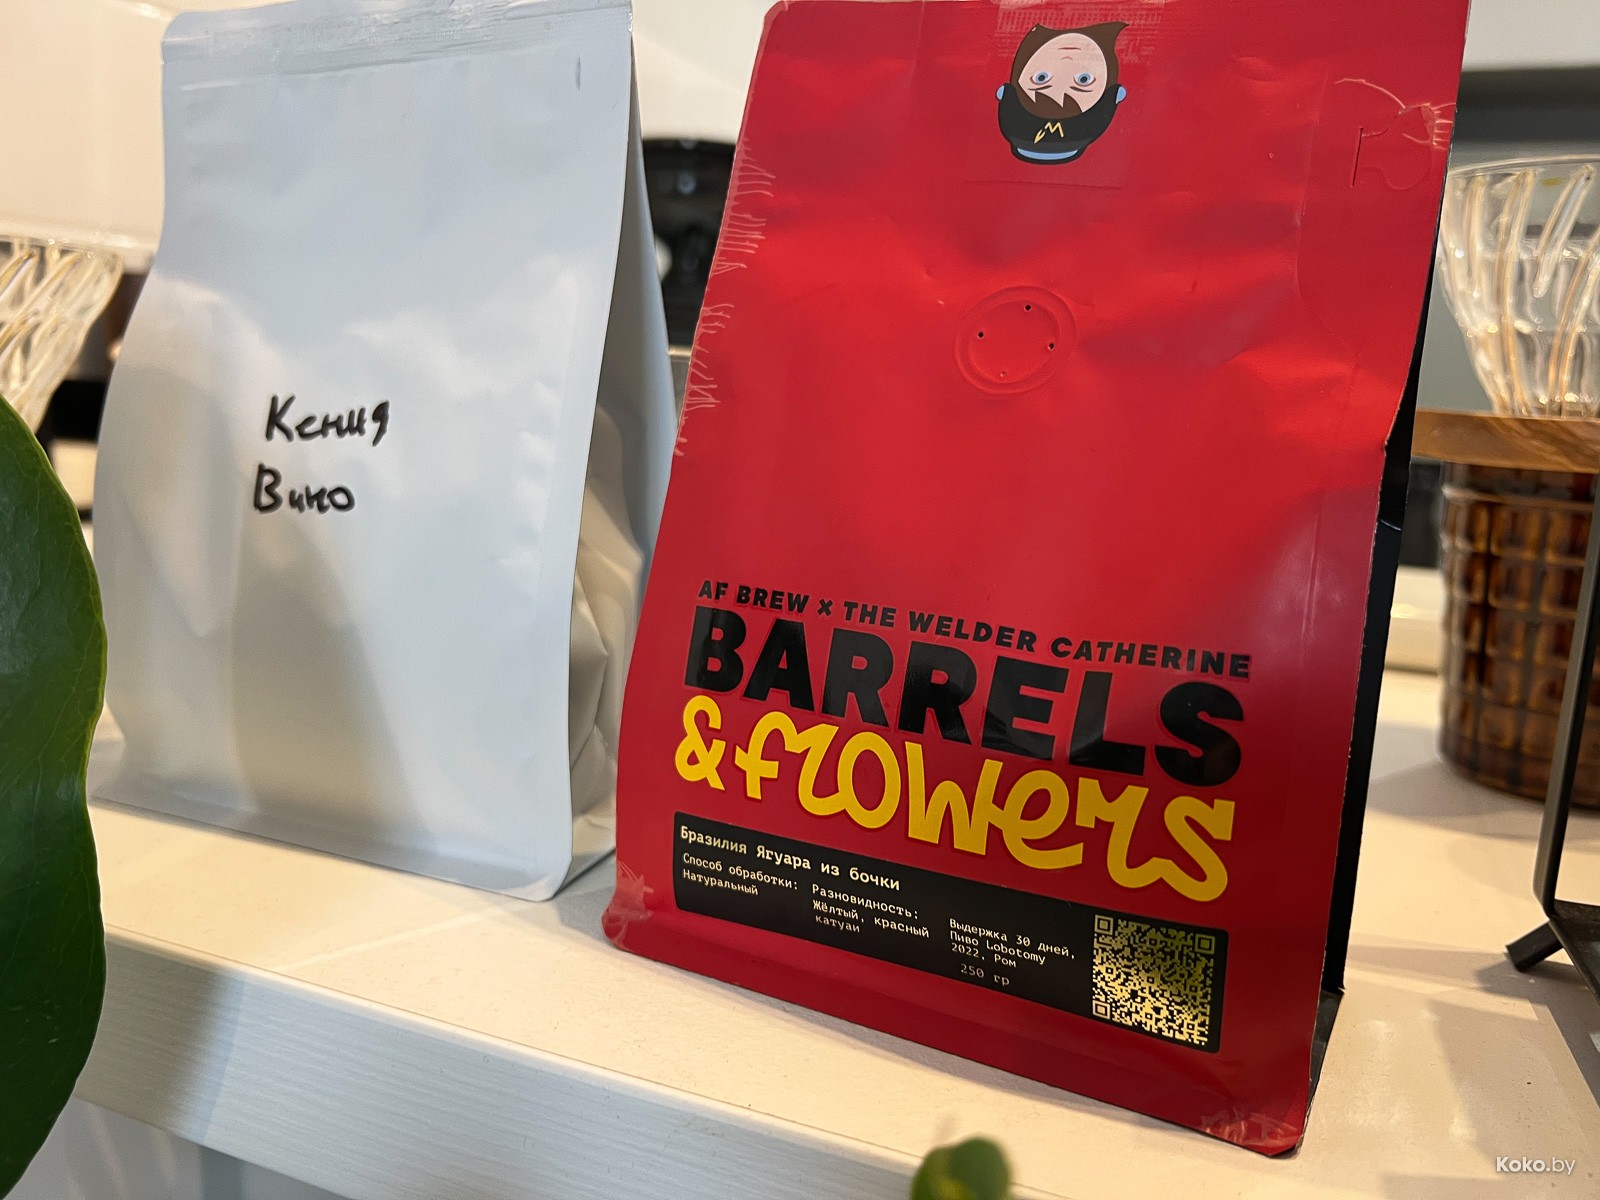 Кения
Вино
AF BREW × THE WELDER CATHERINE
BARRELS
& flowers
Бразилия Ягуара из бочки
Способ обработки:
Натуральный
Разновидность:
Жёлтый, красный
катуаи
Выдержка 30 дней,
Пиво Lobotomy
2022, Ром
250 гр
Koko.by